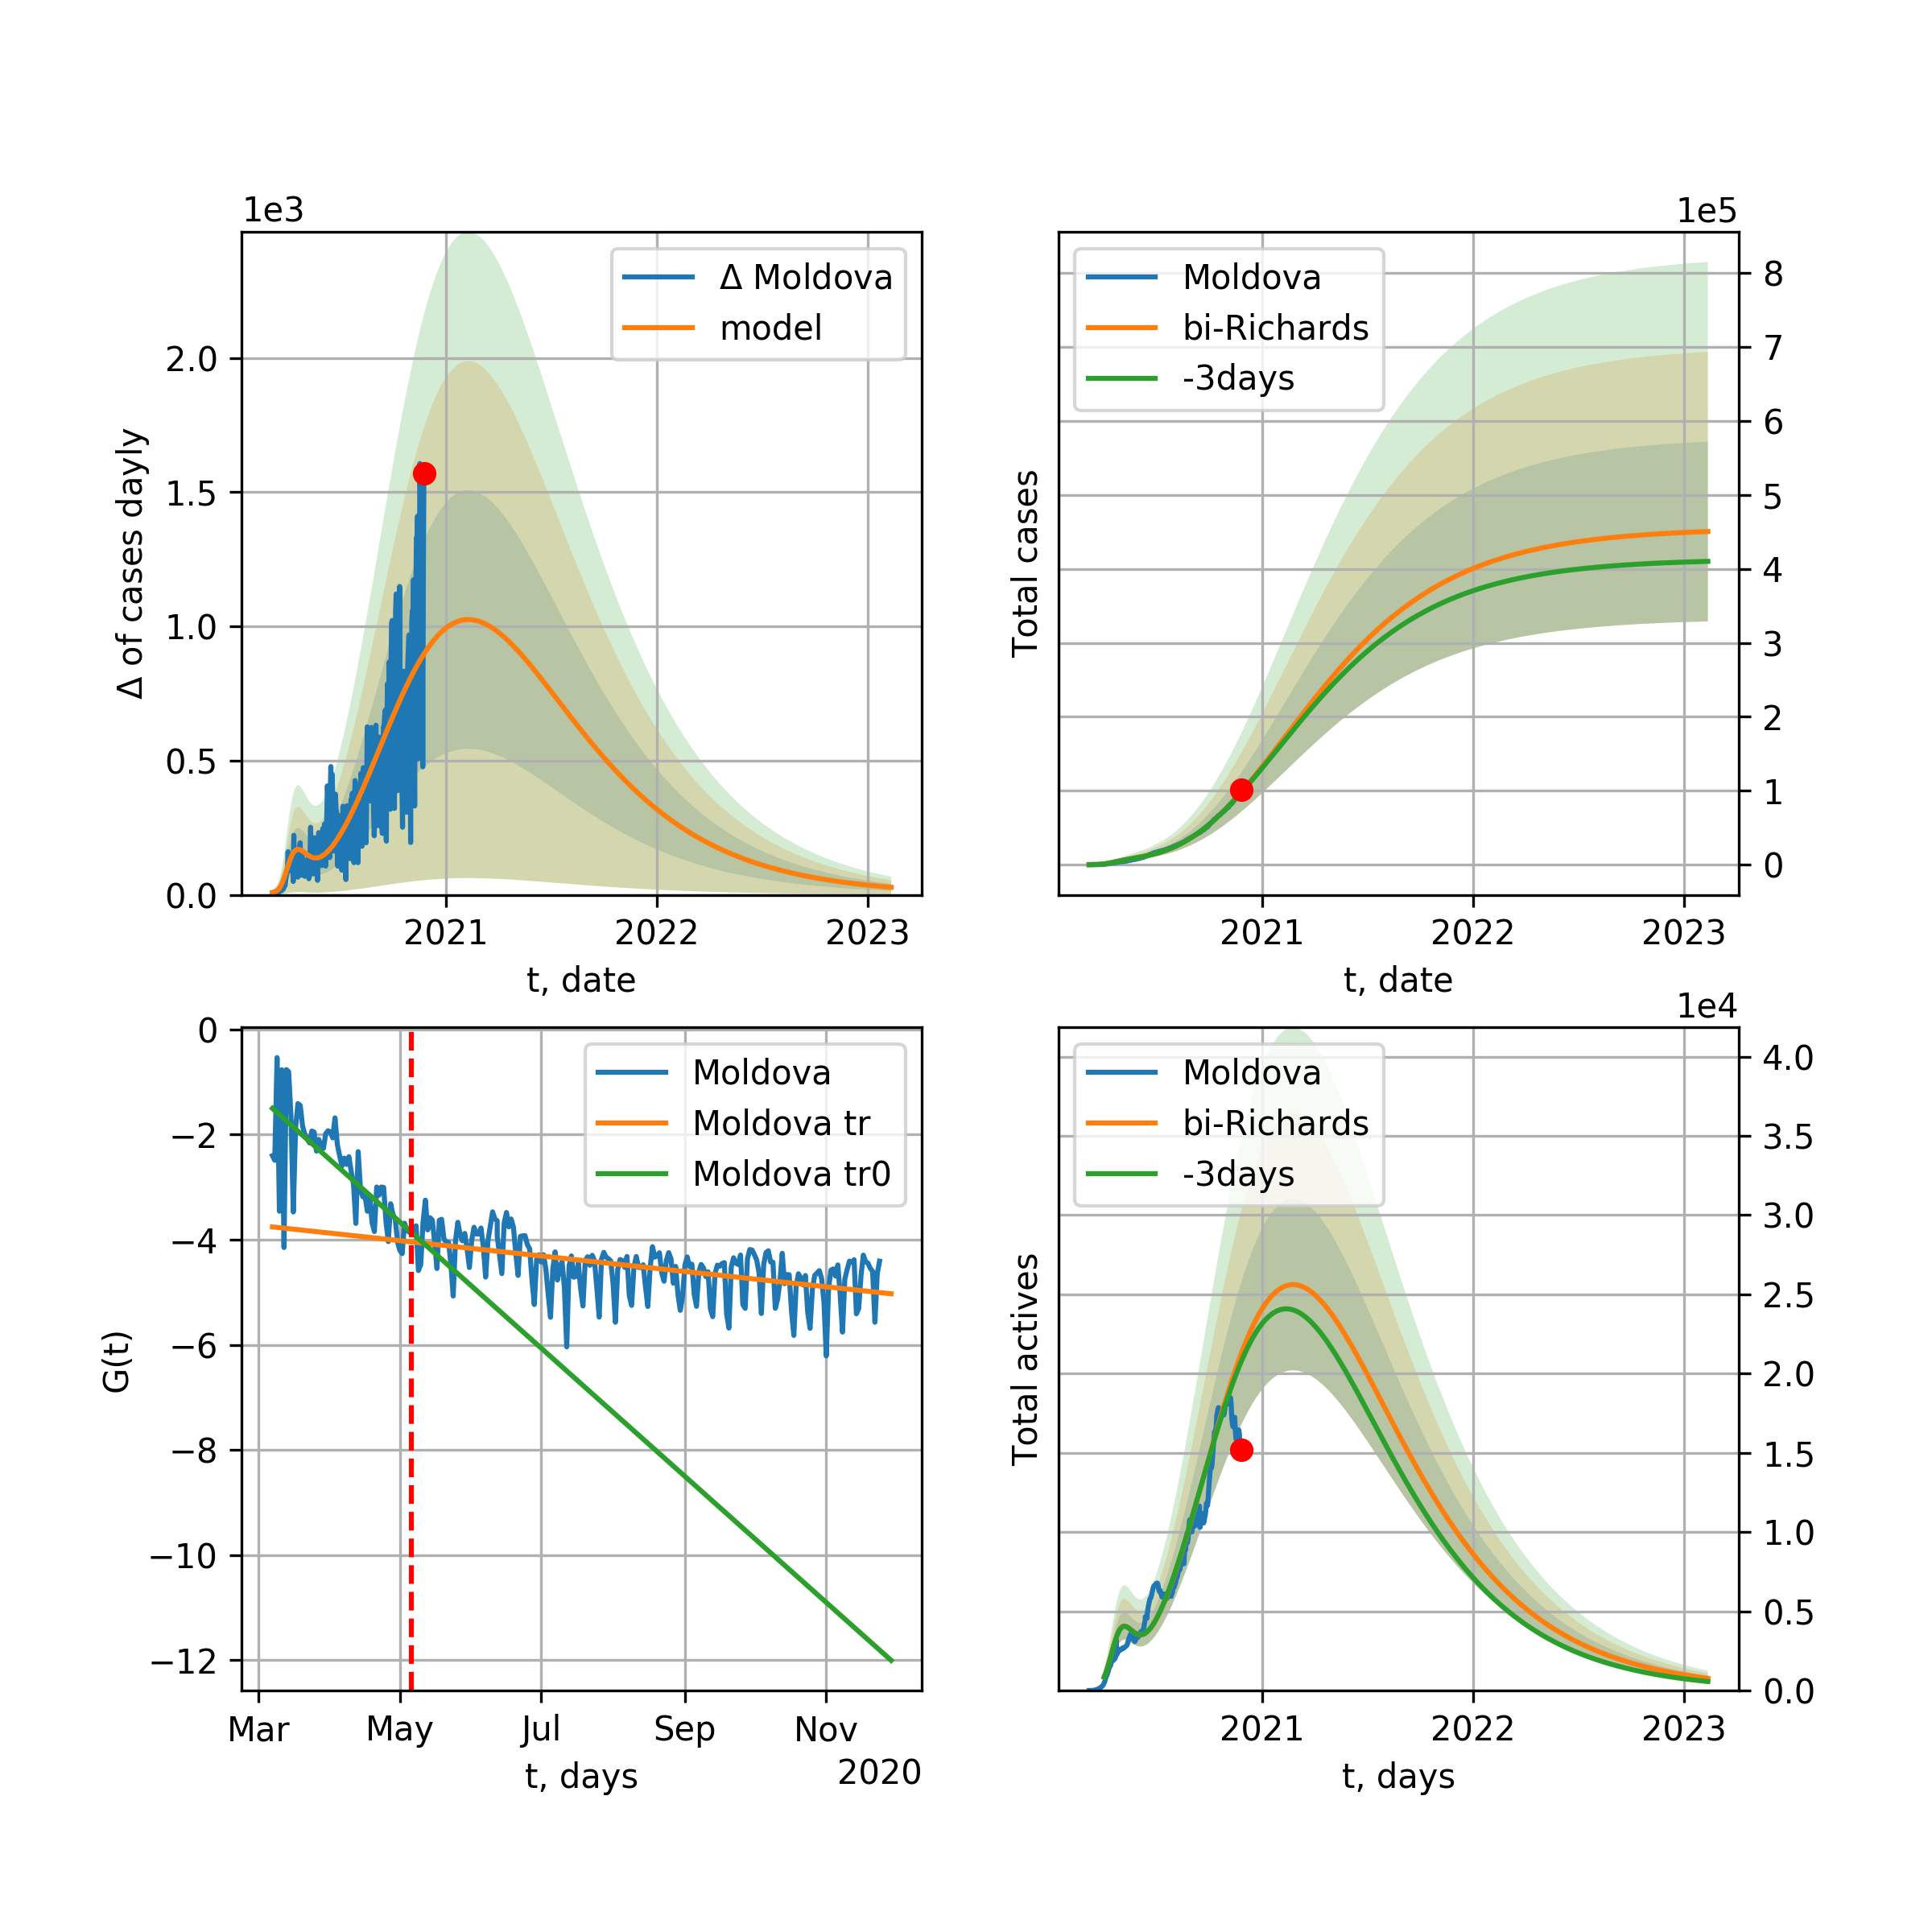 1e3
Δ Moldova
model
2.0
1.5
1.0
0.5
0.0
Δ of cases dayly
2021 2022 2023
t, date
1e5
Moldova
bi-Richards
-3days
8
7
6
5
4
3
2
1
0
Total cases
2021 2022 2023
t, date
0
−2
−4
−6
−8
−10
−12
G(t)
Moldova
Moldova tr
Moldova tr0
Mar May Jul Sep Nov
2020
t, days
1e4
Moldova
bi-Richards
-3days
4.0
3.5
3.0
2.5
2.0
1.5
1.0
0.5
0.0
Total actives
2021 2022 2023
t, days